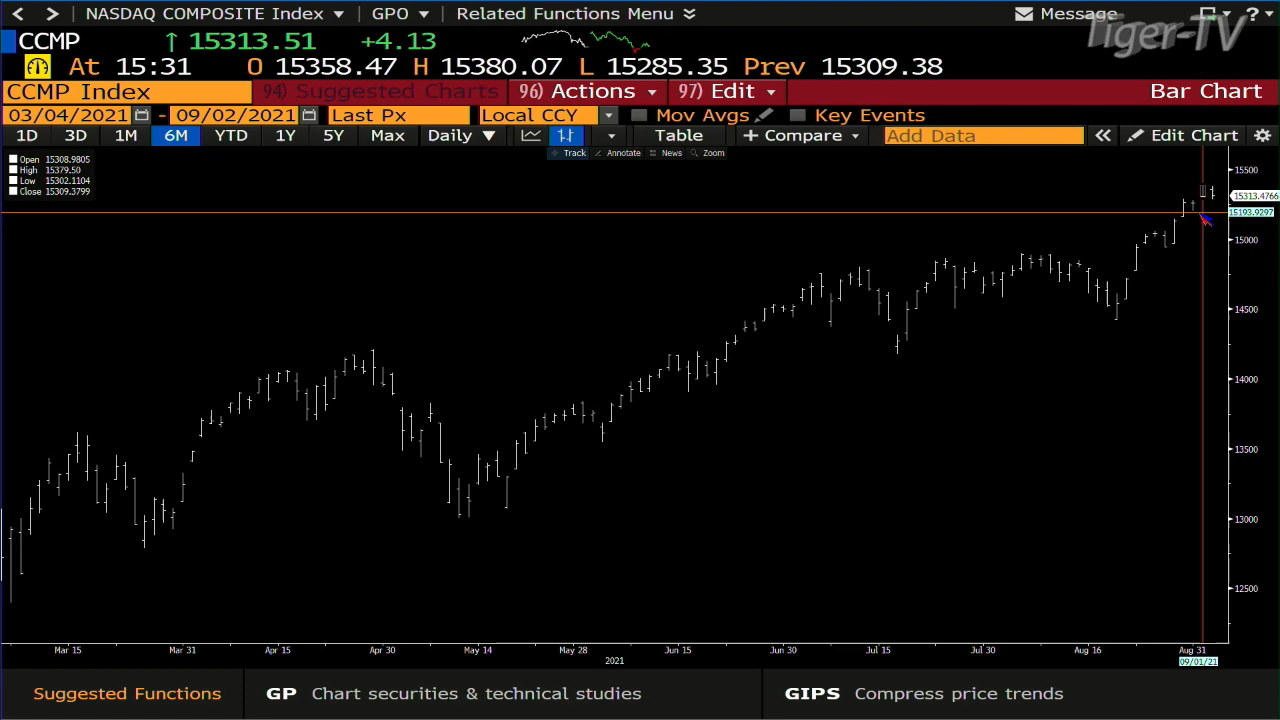 NASDAQ COMPOSITE Index GPO Related Functions Menu Message ?
Tiger-TV
CCMP ↑ 15313.51 +4.13
At 15:31 O 15358.47 H 15380.07 L 15285.35 Prev 15309.38
CCMP Index 94) Suggested Charts 96) Actions 97) Edit Bar Chart
03/04/2021 - 09/02/2021 Last Px Local CCY Mov Avgs Key Events
1D 3D 1M 6M YTD 1Y 5Y Max Daily Table + Compare Add Data Edit Chart
Track Annotate News Zoom
Open 15308.9805
High 15379.50
Low 15302.1104
Close 15309.3799
15500
15313.4766
15193.9297
15000
14500
14000
13500
13000
12500
Mar 15 Mar 31 Apr 15 Apr 30 May 14 May 28 Jun 15 Jun 30 Jul 15 Jul 30 Aug 16 Aug 31
2021 09/01/21
Suggested Functions GP Chart securities & technical studies GIPS Compress price trends